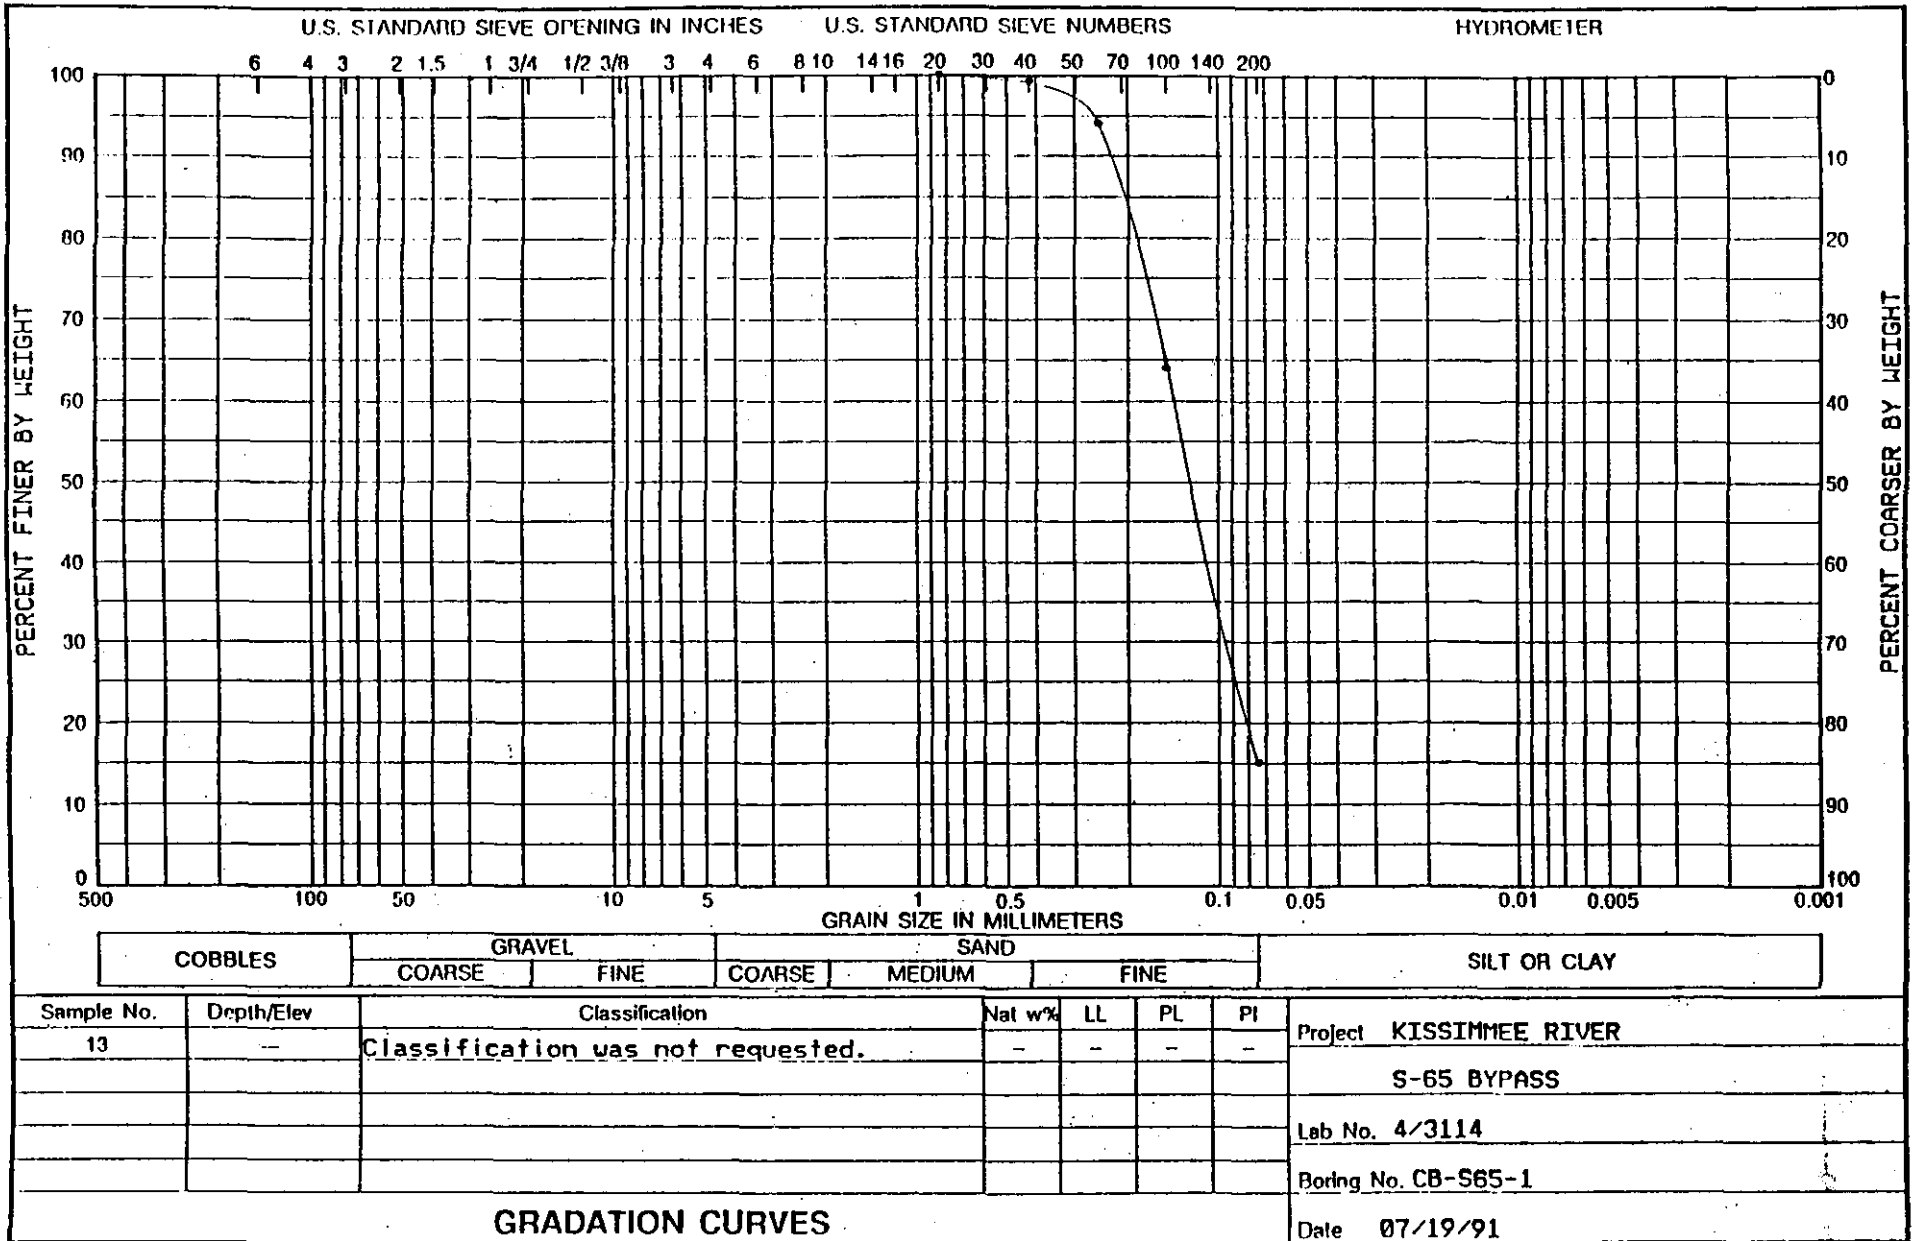 U.S. STANDARD SIEVE OPENING IN INCHES U.S. STANDARD SIEVE NUMBERS HYDROMETER
6 4 3 2 1.5 1 3/4 1/2 3/8 3 4 6 8 10 14 16 20 30 40 50 70 100 140 200
100 0
90 10
80 20
70 30
60 40
50 50
40 60
30 70
20 80
10 90
0 100
PERCENT FINER BY WEIGHT
PERCENT COARSER BY WEIGHT
500 100 50 10 5 1 0.5 0.1 0.05 0.01 0.005 0.001
GRAIN SIZE IN MILLIMETERS
COBBLES GRAVEL SAND SILT OR CLAY
COARSE FINE COARSE MEDIUM FINE
Sample No. Depth/Elev Classification Nat w% LL PL PI
13 — Classification was not requested. – – – –
Project KISSIMMEE RIVER
S-65 BYPASS
Lab No. 4/3114
Boring No. CB-S65-1
Date 07/19/91
GRADATION CURVES